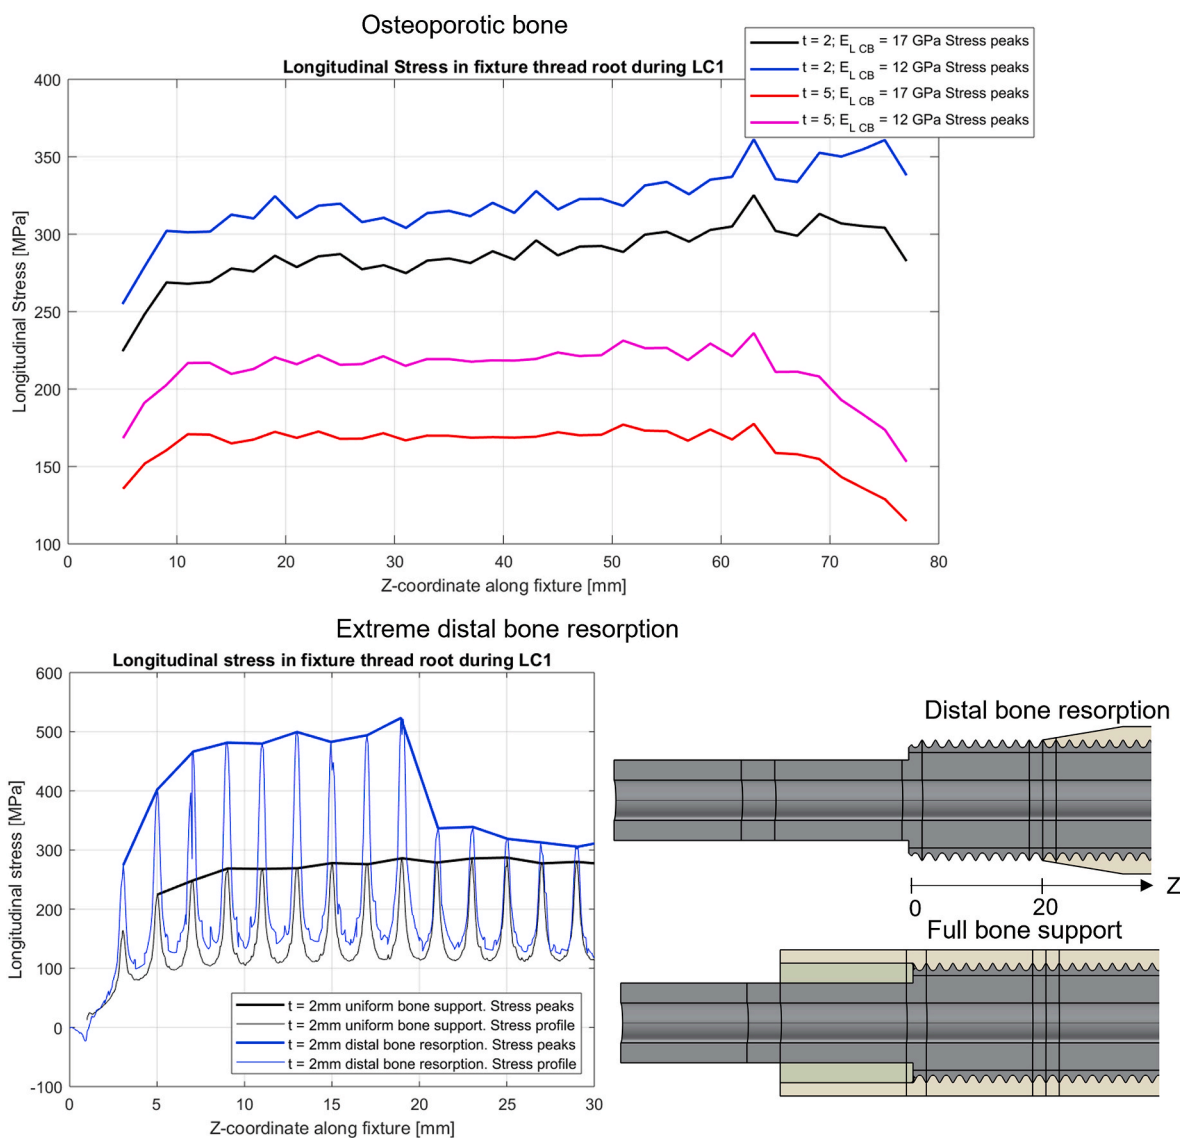 Osteoporotic bone
Longitudinal Stress in fixture thread root during LC1
t = 2; E_L CB = 17 GPa Stress peaks
t = 2; E_L CB = 12 GPa Stress peaks
t = 5; E_L CB = 17 GPa Stress peaks
t = 5; E_L CB = 12 GPa Stress peaks
Longitudinal Stress [MPa]
400
350
300
250
200
150
100
0 10 20 30 40 50 60 70 80
Z-coordinate along fixture [mm]
Extreme distal bone resorption
Longitudinal stress in fixture thread root during LC1
Longitudinal stress [MPa]
600
500
400
300
200
100
0
-100
t = 2mm uniform bone support. Stress peaks
t = 2mm uniform bone support. Stress profile
t = 2mm distal bone resorption. Stress peaks
t = 2mm distal bone resorption. Stress profile
0 5 10 15 20 25 30
Z-coordinate along fixture [mm]
Distal bone resorption
Z
0 20
Full bone support